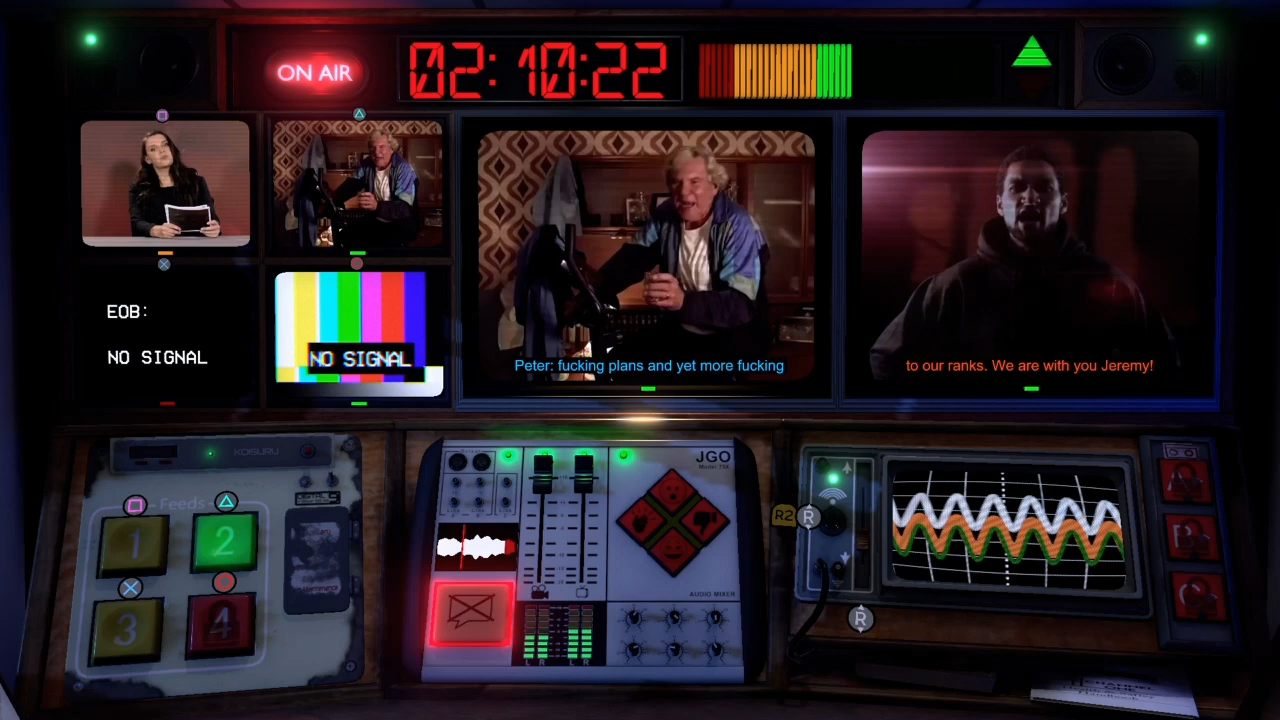 ON AIR
02:10:22
EOB:
NO SIGNAL
NO SIGNAL
Peter: fucking plans and yet more fucking
to our ranks. We are with you Jeremy!
KOISURU
Feeds
1
2
3
4
JGO
AUDIO MIXER
L R
L R
R2
R
R
A
B
C